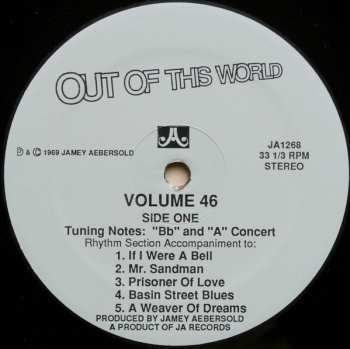 OUT OF THIS WORLD
JA
℗ & © 1969 JAMEY AEBERSOLD
JA1268
33 1/3 RPM
STEREO
VOLUME 46
SIDE ONE
Tuning Notes: "Bb" and "A" Concert
Rhythm Section Accompaniment to:
1. If I Were A Bell
2. Mr. Sandman
3. Prisoner Of Love
4. Basin Street Blues
5. A Weaver Of Dreams
PRODUCED BY JAMEY AEBERSOLD
A PRODUCT OF JA RECORDS